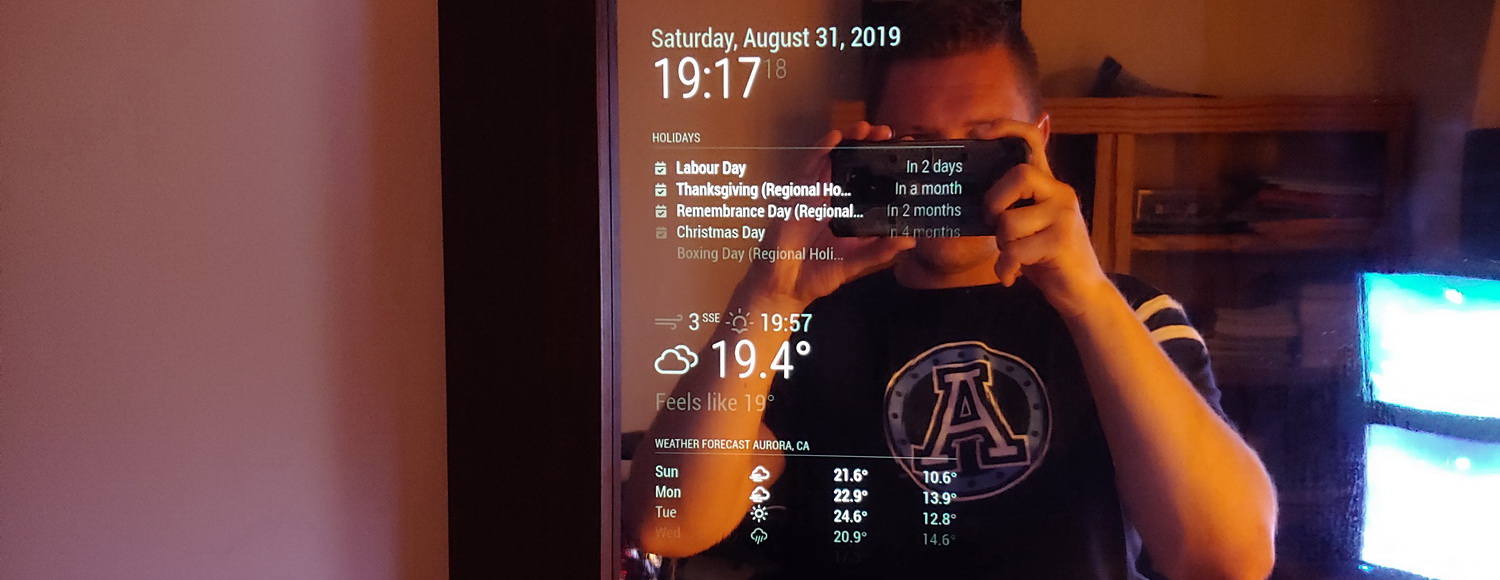 Saturday, August 31, 2019
19:17 18
HOLIDAYS
Labour Day In 2 days
Thanksgiving (Regional Ho... In a month
Remembrance Day (Regional... In 2 months
Christmas Day In 4 months
Boxing Day (Regional Holi...
3 SSE 19:57
19.4°
Feels like 19°
A
WEATHER FORECAST AURORA, CA
Sun 21.6° 10.6°
Mon 22.9° 13.9°
Tue 24.6° 12.8°
Wed 20.9° 14.6°